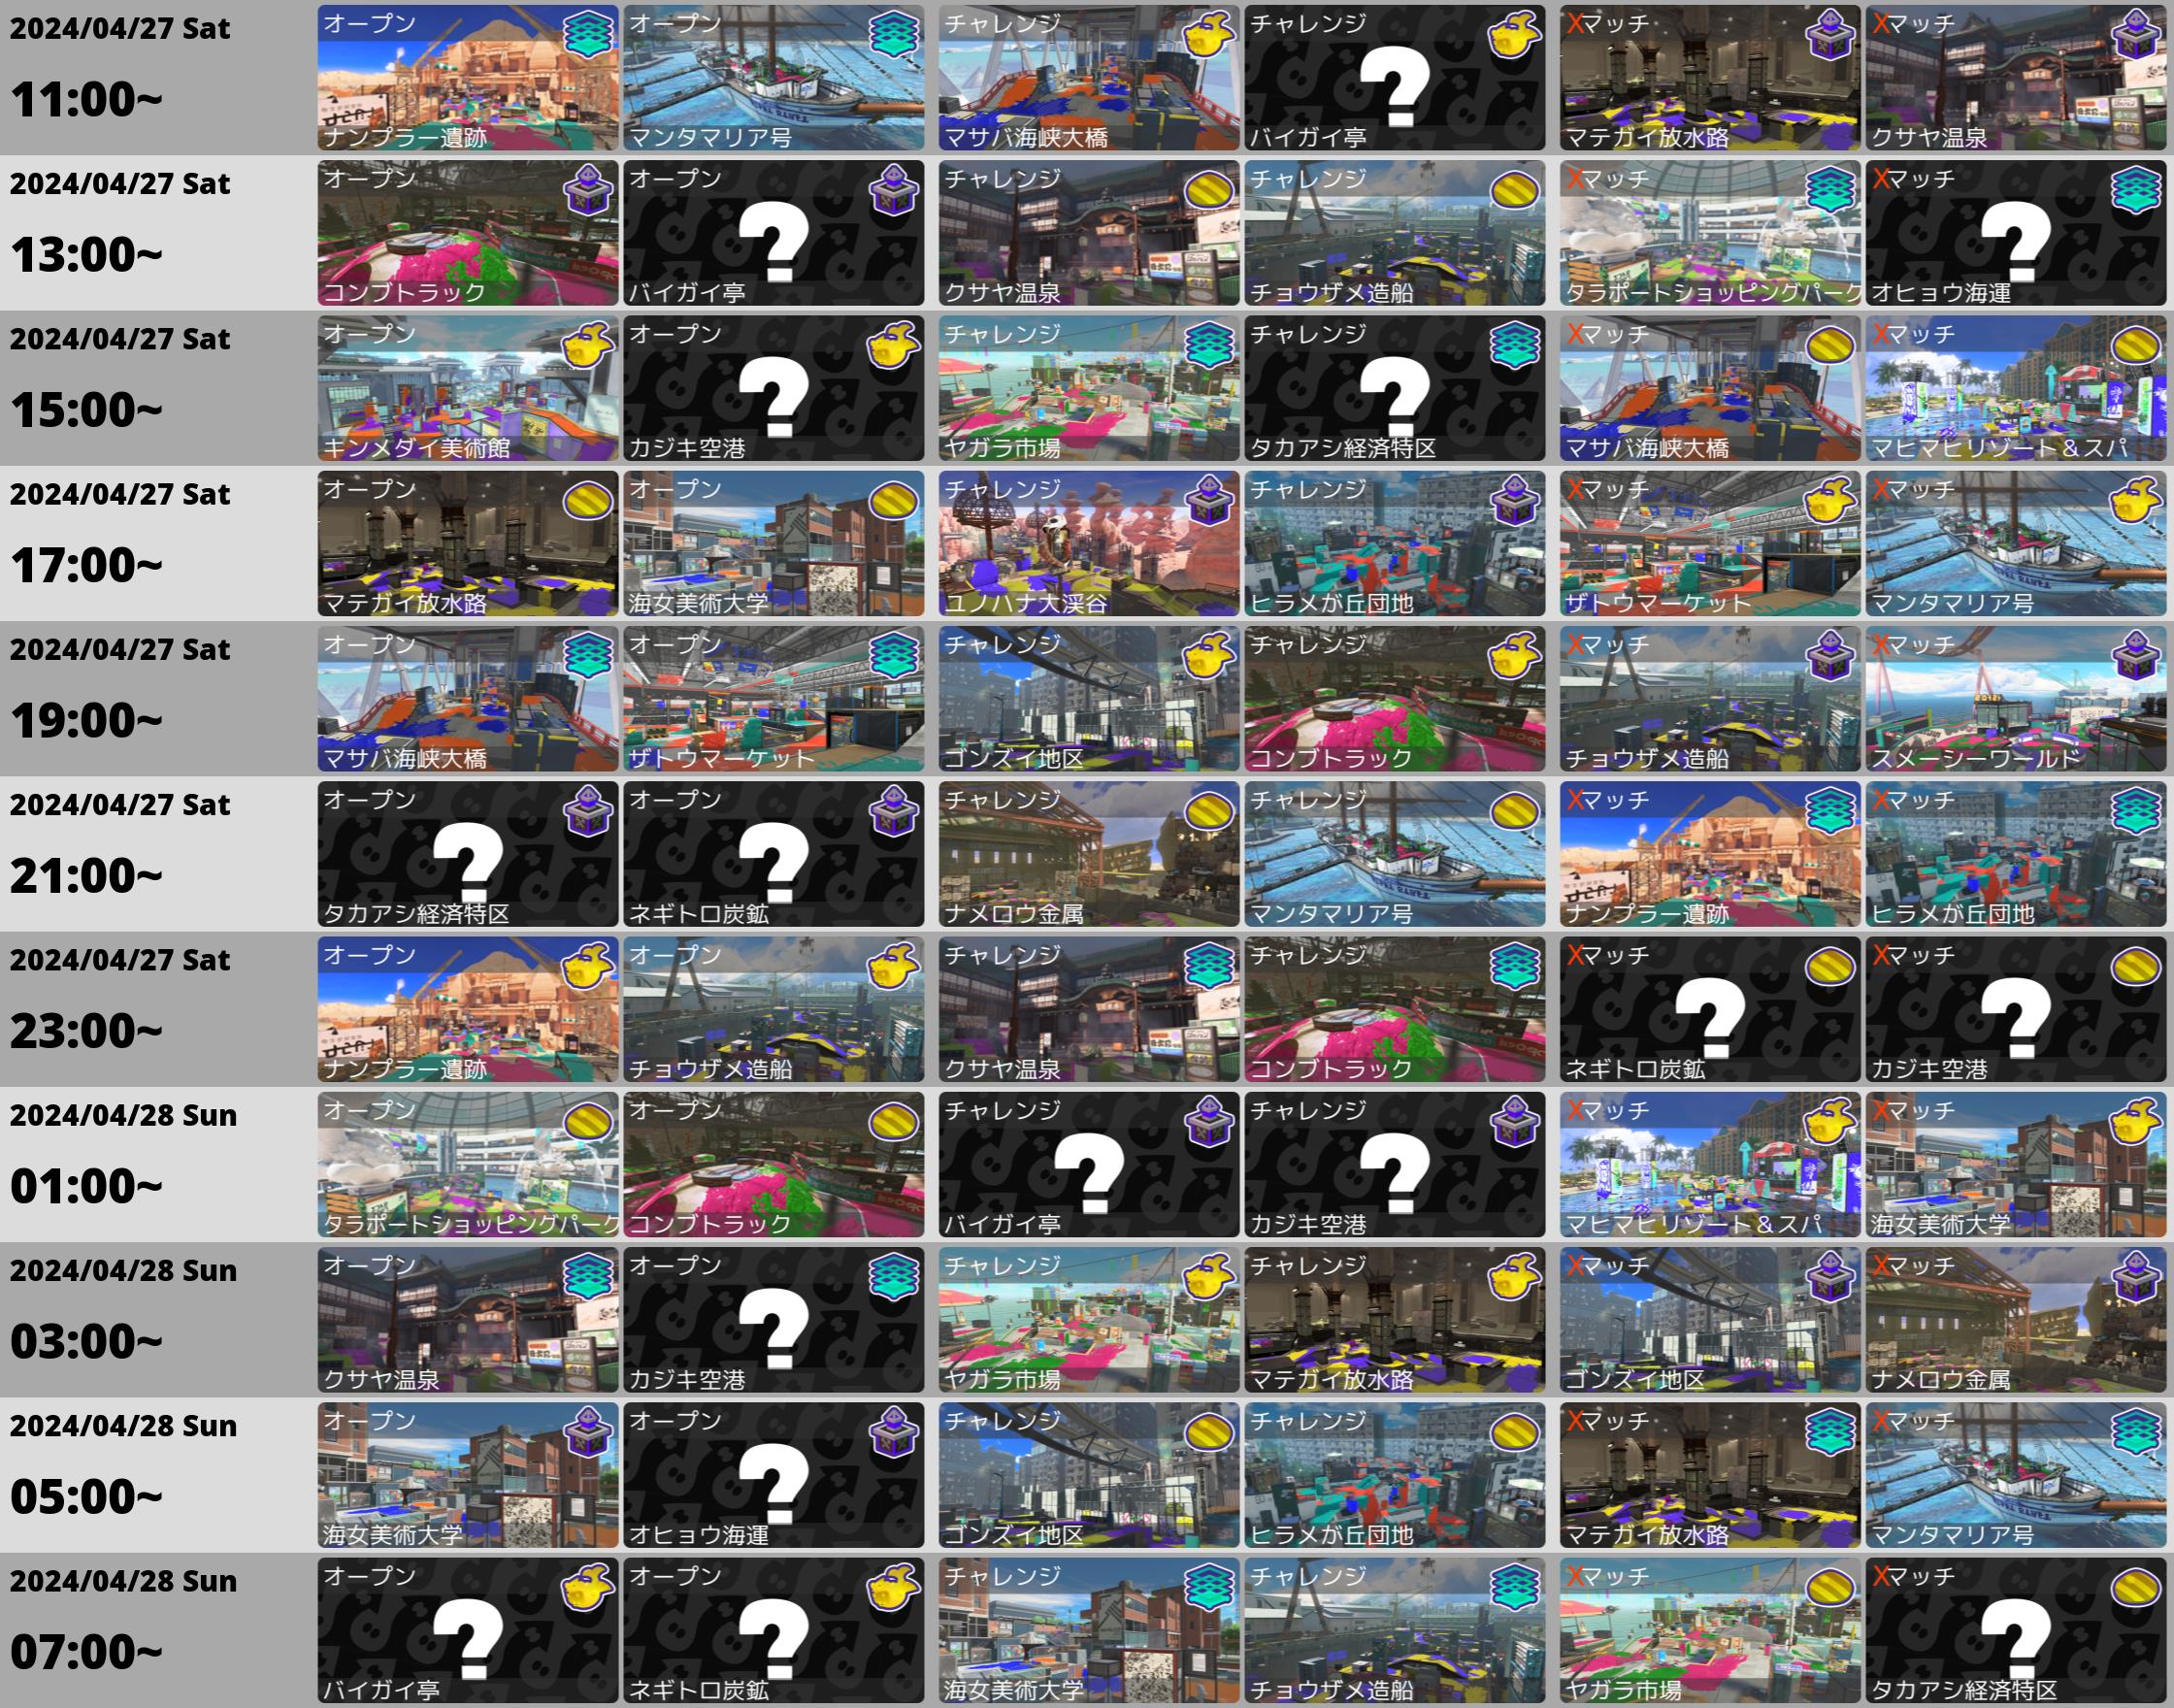 2024/04/27 Sat
11:00~
オープン オープン チャレンジ チャレンジ Xマッチ Xマッチ
ナンプラー遺跡 マンタマリア号 マサバ海峡大橋 バイガイ亭 マテガイ放水路 クサヤ温泉
2024/04/27 Sat
13:00~
オープン オープン チャレンジ チャレンジ Xマッチ Xマッチ
コンブトラック バイガイ亭 クサヤ温泉 チョウザメ造船 タラポートショッピングパーク オヒョウ海運
2024/04/27 Sat
15:00~
オープン オープン チャレンジ チャレンジ Xマッチ Xマッチ
キンメダイ美術館 カジキ空港 ヤガラ市場 タカアシ経済特区 マサバ海峡大橋 マヒマヒリゾート&スパ
2024/04/27 Sat
17:00~
オープン オープン チャレンジ チャレンジ Xマッチ Xマッチ
マテガイ放水路 海女美術大学 ユノハナ大渓谷 ヒラメが丘団地 ザトウマーケット マンタマリア号
2024/04/27 Sat
19:00~
オープン オープン チャレンジ チャレンジ Xマッチ Xマッチ
マサバ海峡大橋 ザトウマーケット ゴンズイ地区 コンブトラック チョウザメ造船 スメーシーワールド
2024/04/27 Sat
21:00~
オープン オープン チャレンジ チャレンジ Xマッチ Xマッチ
タカアシ経済特区 ネギトロ炭鉱 ナメロウ金属 マンタマリア号 ナンプラー遺跡 ヒラメが丘団地
2024/04/27 Sat
23:00~
オープン オープン チャレンジ チャレンジ Xマッチ Xマッチ
ナンプラー遺跡 チョウザメ造船 クサヤ温泉 コンブトラック ネギトロ炭鉱 カジキ空港
2024/04/28 Sun
01:00~
オープン オープン チャレンジ チャレンジ Xマッチ Xマッチ
タラポートショッピングパーク コンブトラック バイガイ亭 カジキ空港 マヒマヒリゾート&スパ 海女美術大学
2024/04/28 Sun
03:00~
オープン オープン チャレンジ チャレンジ Xマッチ Xマッチ
クサヤ温泉 カジキ空港 ヤガラ市場 マテガイ放水路 ゴンズイ地区 ナメロウ金属
2024/04/28 Sun
05:00~
オープン オープン チャレンジ チャレンジ Xマッチ Xマッチ
海女美術大学 オヒョウ海運 ゴンズイ地区 ヒラメが丘団地 マテガイ放水路 マンタマリア号
2024/04/28 Sun
07:00~
オープン オープン チャレンジ チャレンジ Xマッチ Xマッチ
バイガイ亭 ネギトロ炭鉱 海女美術大学 チョウザメ造船 ヤガラ市場 タカアシ経済特区